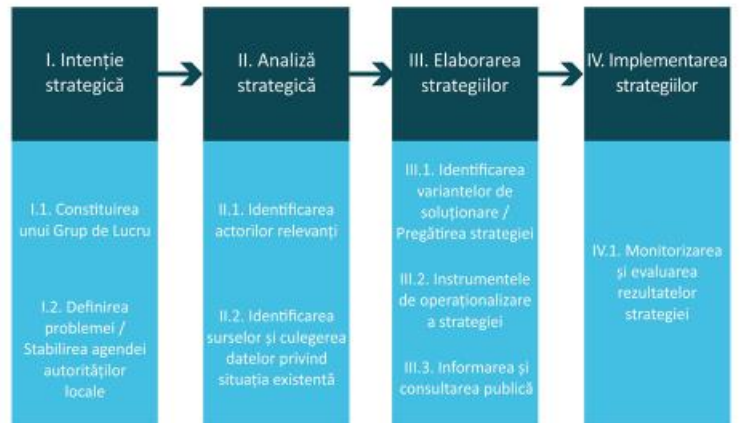 I. Intenție
strategică
I.1. Constituirea
unui Grup de Lucru
I.2. Definirea
problemei /
Stabilirea agendei
autorităților
locale
II. Analiză
strategică
II.1. Identificarea
actorilor relevanți
II.2. Identificarea
surselor și culegerea
datelor privind
situația existentă
III. Elaborarea
strategiilor
III.1. Identificarea
variantelor de
soluționare /
Pregătirea strategiei
III.2. Instrumentele
de operaționalizare
a strategiei
III.3. Informarea și
consultarea publică
IV. Implementarea
strategiilor
IV.1. Monitorizarea
și evaluarea
rezultatelor
strategiei